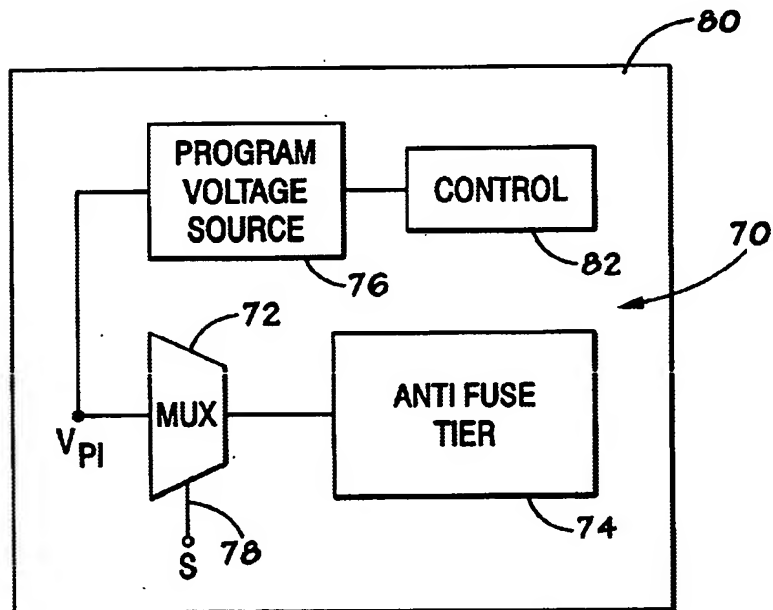 80
PROGRAM
VOLTAGE
SOURCE
CONTROL
76
82
70
72
MUX
ANTI FUSE
TIER
V_PI
78
74
S